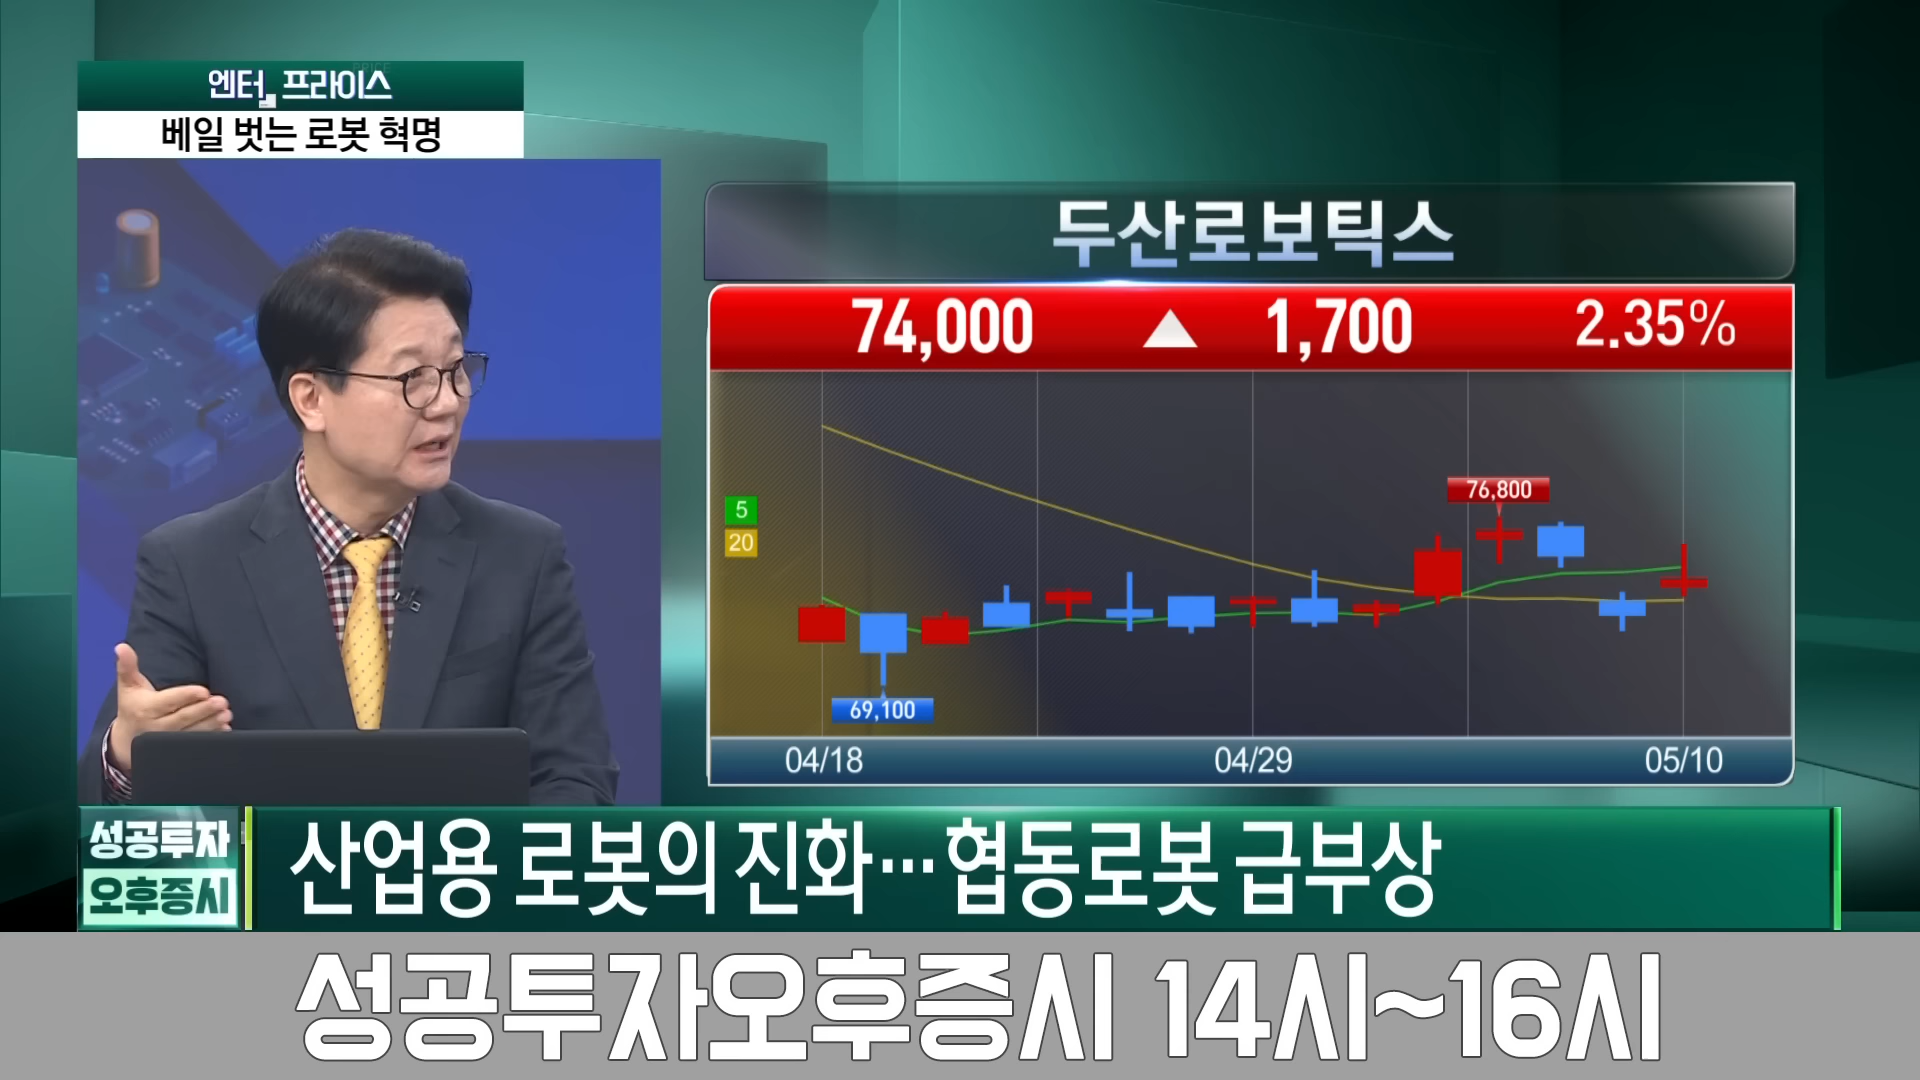 엔터 프라이스
베일 벗는 로봇 혁명
두산로보틱스
74,000 ▲ 1,700 2.35%
5
20
76,800
69,100
04/18 04/29 05/10
성공투자
오후증시
산업용 로봇의 진화…협동로봇 급부상
성공투자오후증시 14시~16시